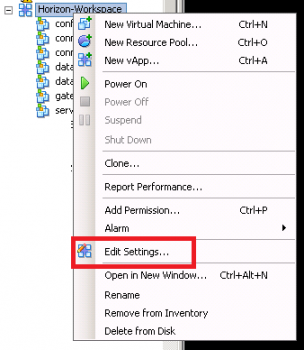 Horizon-Workspace
conf
conn
conn
data
data
gate
serv
New Virtual Machine... Ctrl+N
New Resource Pool... Ctrl+O
New vApp... Ctrl+A
Power On
Power Off
Suspend
Shut Down
Clone...
Report Performance...
Add Permission... Ctrl+P
Alarm
Edit Settings...
Open in New Window... Ctrl+Alt+N
Rename
Remove from Inventory
Delete from Disk